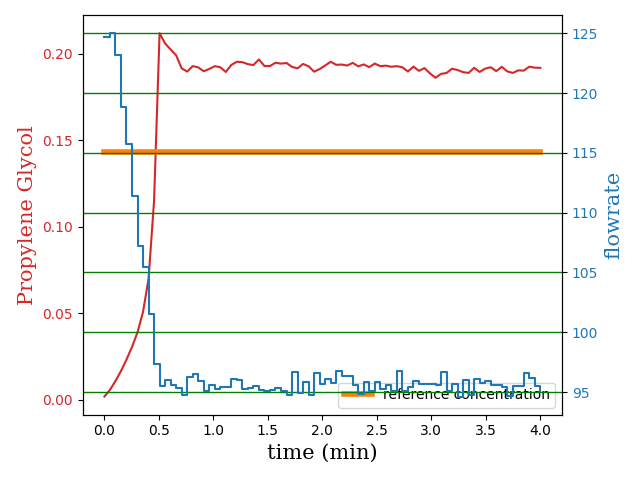 Propylene Glycol
0.20
0.15
0.10
0.05
0.00
125
120
115
110
105
100
95
flowrate
reference concentration
0.0 0.5 1.0 1.5 2.0 2.5 3.0 3.5 4.0
time (min)